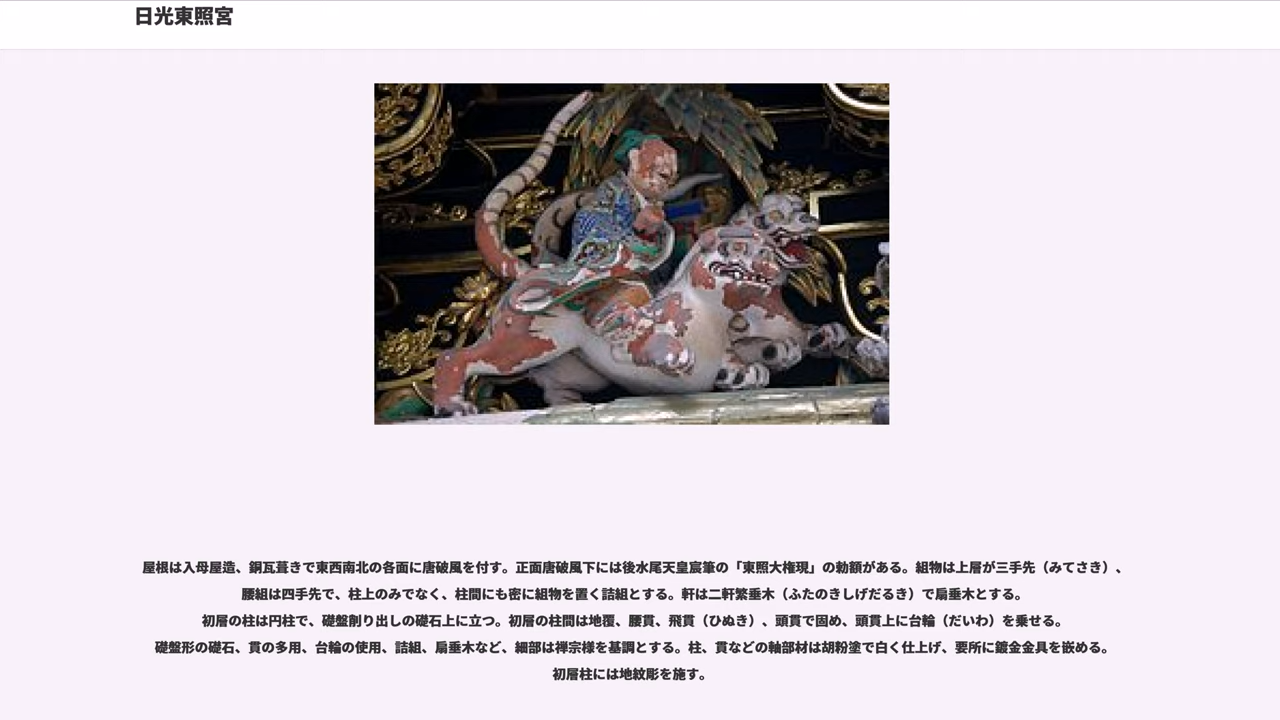 日光東照宮
屋根は入母屋造、銅瓦葺きで東西南北の各面に唐破風を付す。正面唐破風下には後水尾天皇宸筆の「東照大権現」の勅額がある。組物は上層が三手先（みてさき）、
腰組は四手先で、柱上のみでなく、柱間にも密に組物を置く詰組とする。軒は二軒繁垂木（ふたのきしげだるき）で扇垂木とする。
初層の柱は円柱で、礎盤削り出しの礎石上に立つ。初層の柱間は地覆、腰貫、飛貫（ひぬき）、頭貫で固め、頭貫上に台輪（だいわ）を乗せる。
礎盤形の礎石、貫の多用、台輪の使用、詰組、扇垂木など、細部は禅宗様を基調とする。柱、貫などの軸部材は胡粉塗で白く仕上げ、要所に鍍金金具を嵌める。
初層柱には地紋彫を施す。